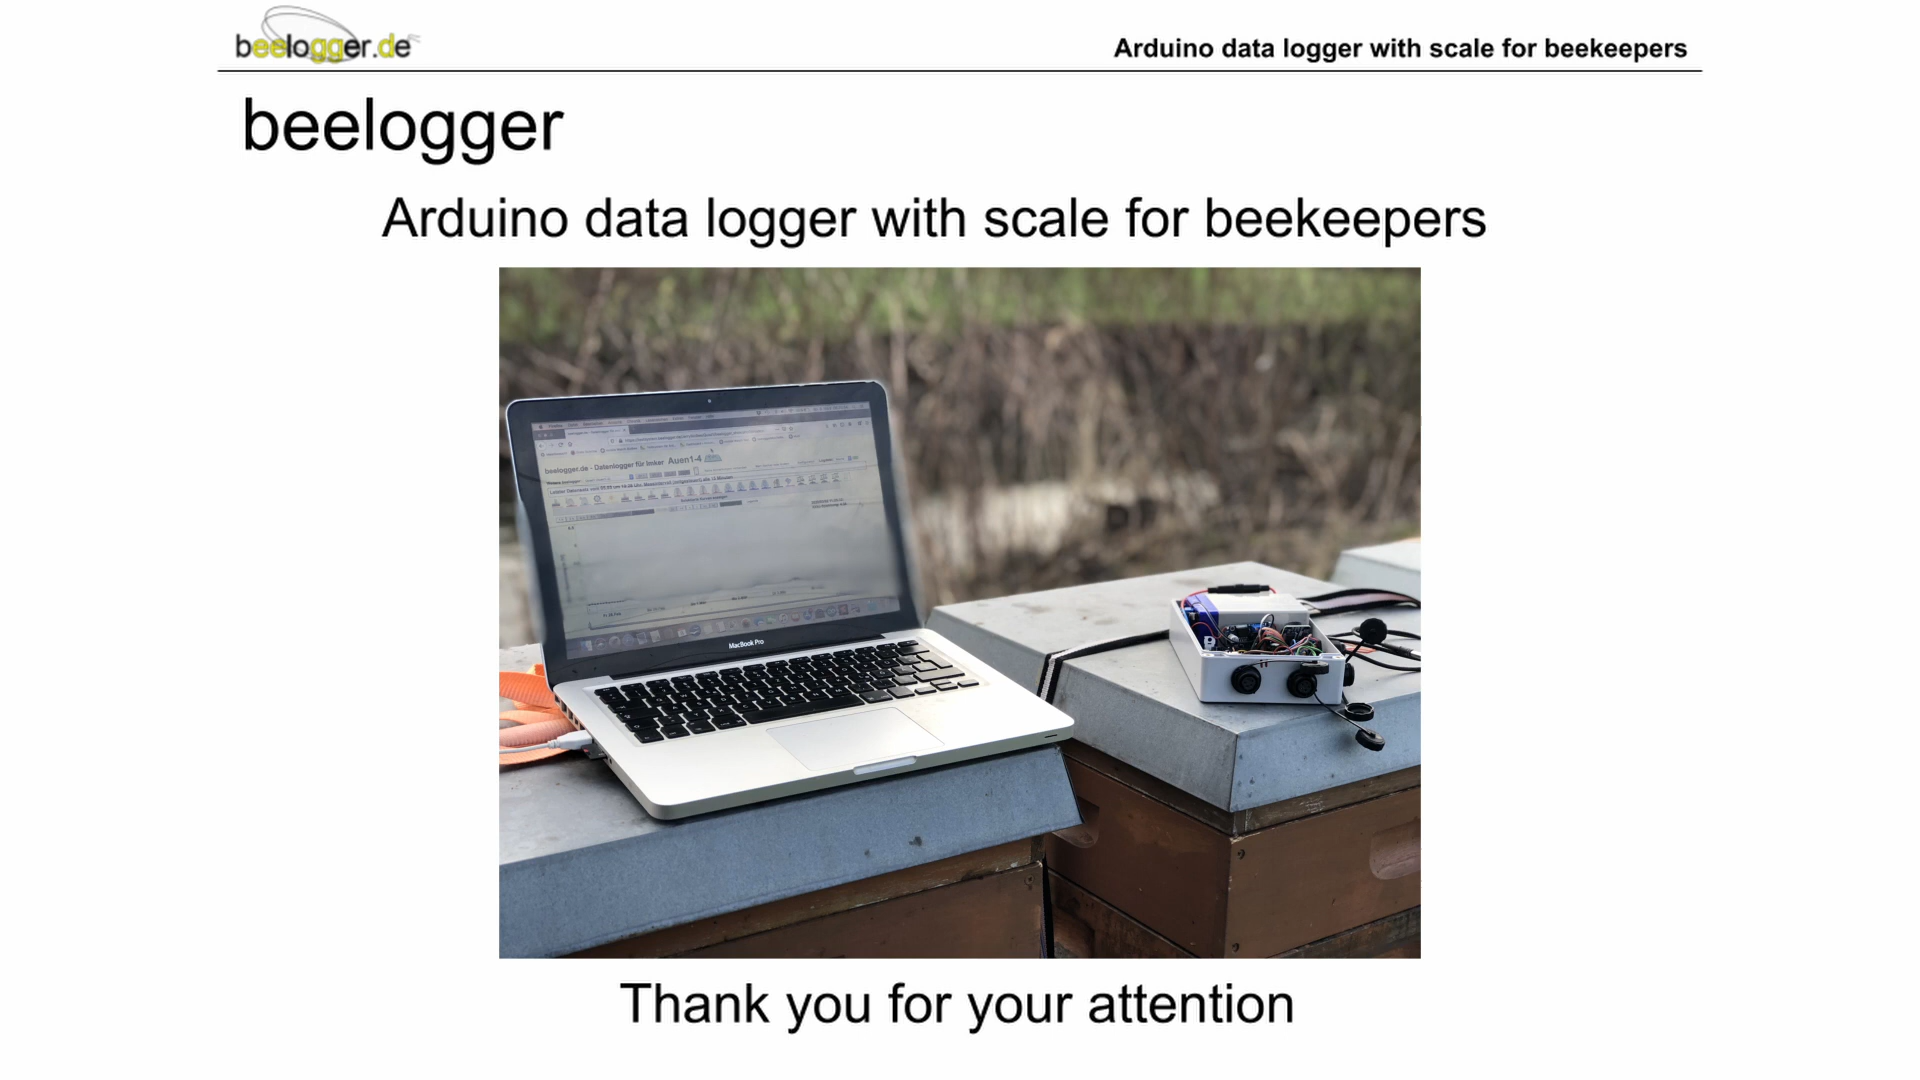 beelogger.de
Arduino data logger with scale for beekeepers
beelogger
Arduino data logger with scale for beekeepers
beelogger.de - Datenlogger für Imker Auen1-4
MacBook Pro
Thank you for your attention